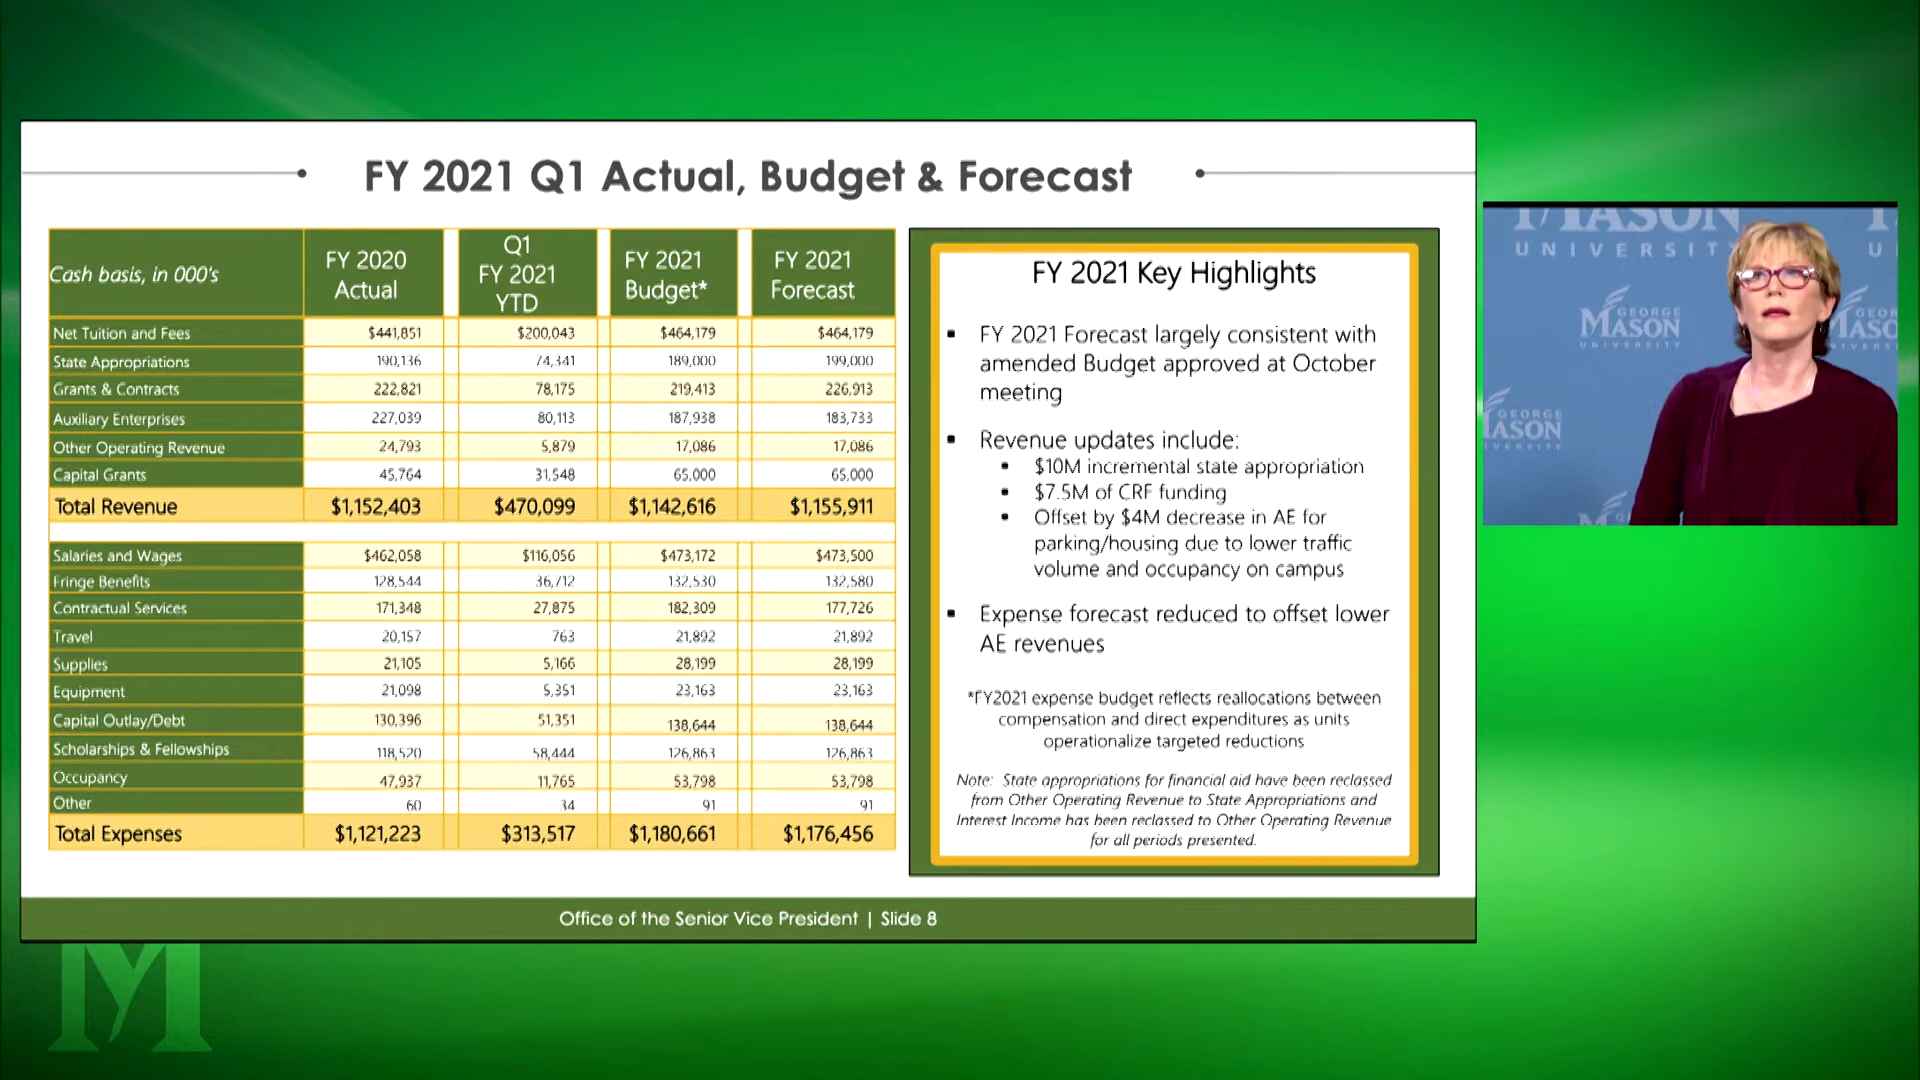 FY 2021 Q1 Actual, Budget & Forecast
Cash basis, in 000's
FY 2020 Actual
Q1 FY 2021 YTD
FY 2021 Budget*
FY 2021 Forecast
Net Tuition and Fees $441,851 $200,043 $464,179 $464,179
State Appropriations 190,136 74,341 189,000 199,000
Grants & Contracts 222,821 78,175 219,413 226,913
Auxiliary Enterprises 227,039 80,113 187,938 183,733
Other Operating Revenue 24,793 5,879 17,086 17,086
Capital Grants 45,764 31,548 65,000 65,000
Total Revenue $1,152,403 $470,099 $1,142,616 $1,155,911
Salaries and Wages $462,058 $116,056 $473,172 $473,500
Fringe Benefits 128,544 36,712 132,530 132,580
Contractual Services 171,348 27,875 182,309 177,726
Travel 20,157 763 21,892 21,892
Supplies 21,105 5,166 28,199 28,199
Equipment 21,098 5,351 23,163 23,163
Capital Outlay/Debt 130,396 51,351 138,644 138,644
Scholarships & Fellowships 118,520 58,444 126,863 126,863
Occupancy 47,937 11,765 53,798 53,798
Other 60 34 91 91
Total Expenses $1,121,223 $313,517 $1,180,661 $1,176,456
FY 2021 Key Highlights
▪ FY 2021 Forecast largely consistent with
amended Budget approved at October
meeting
▪ Revenue updates include:
▪ $10M incremental state appropriation
▪ $7.5M of CRF funding
▪ Offset by $4M decrease in AE for
parking/housing due to lower traffic
volume and occupancy on campus
▪ Expense forecast reduced to offset lower
AE revenues
*FY2021 expense budget reflects reallocations between
compensation and direct expenditures as units
operationalize targeted reductions
Note: State appropriations for financial aid have been reclassed
from Other Operating Revenue to State Appropriations and
Interest Income has been reclassed to Other Operating Revenue
for all periods presented.
Office of the Senior Vice President | Slide 8
MASON
UNIVERSITY
GEORGE
MASON
UNIVERSITY
GEORGE
M